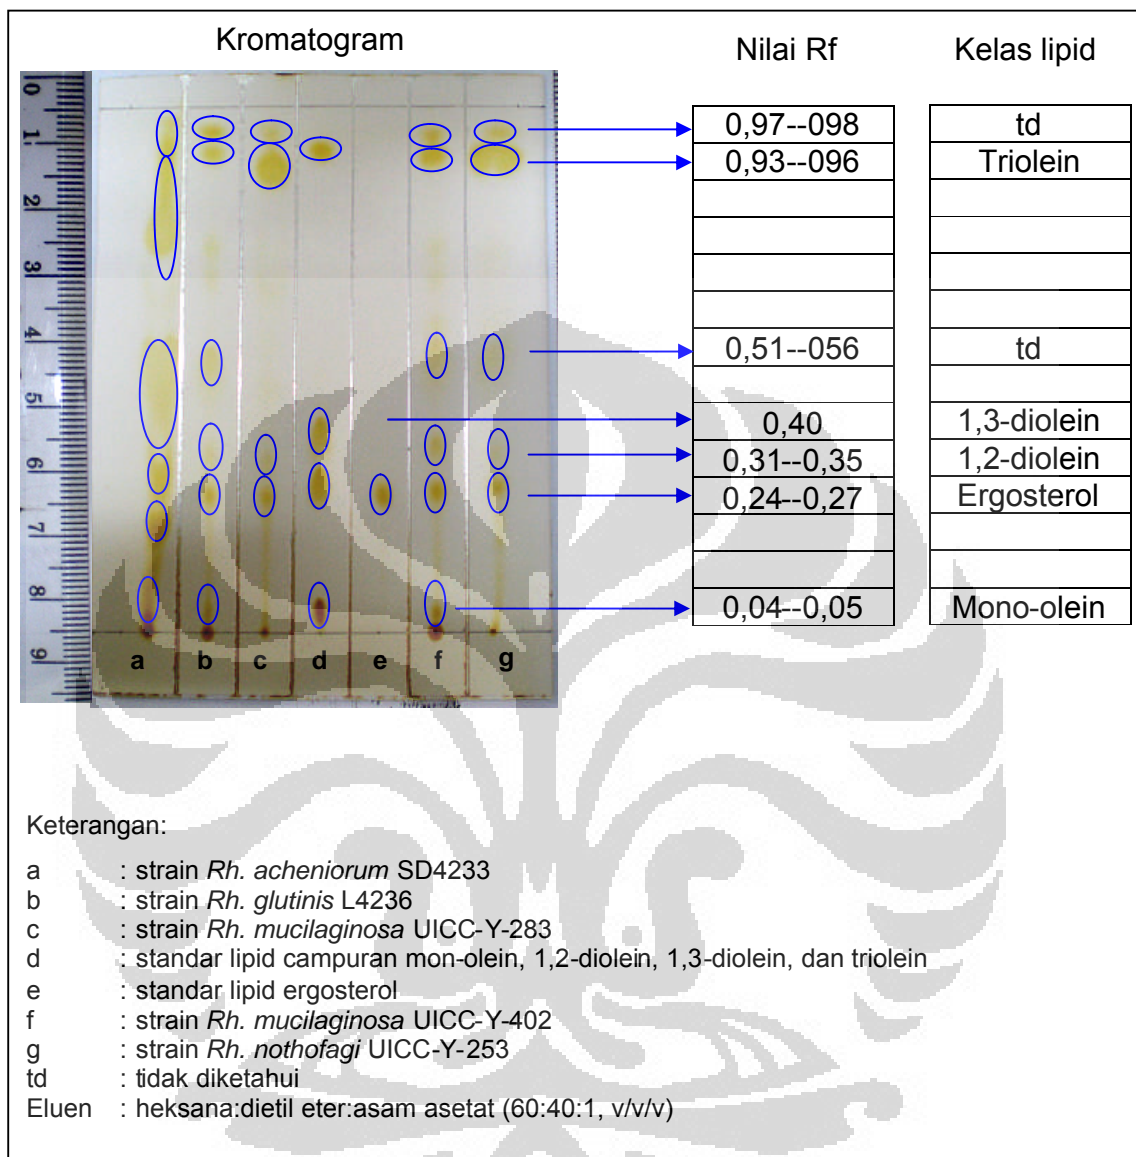 Kromatogram Nilai Rf Kelas lipid
0
1
2
3
4
5
6
7
8
9
0,97--098 td
0,93--096 Triolein
0,51--056 td
0,40 1,3-diolein
0,31--0,35 1,2-diolein
0,24--0,27 Ergosterol
0,04--0,05 Mono-olein
a b c d e f g
Keterangan:
a : strain Rh. acheniorum SD4233
b : strain Rh. glutinis L4236
c : strain Rh. mucilaginosa UICC-Y-283
d : standar lipid campuran mon-olein, 1,2-diolein, 1,3-diolein, dan triolein
e : standar lipid ergosterol
f : strain Rh. mucilaginosa UICC-Y-402
g : strain Rh. nothofagi UICC-Y-253
td : tidak diketahui
Eluen : heksana:dietil eter:asam asetat (60:40:1, v/v/v)